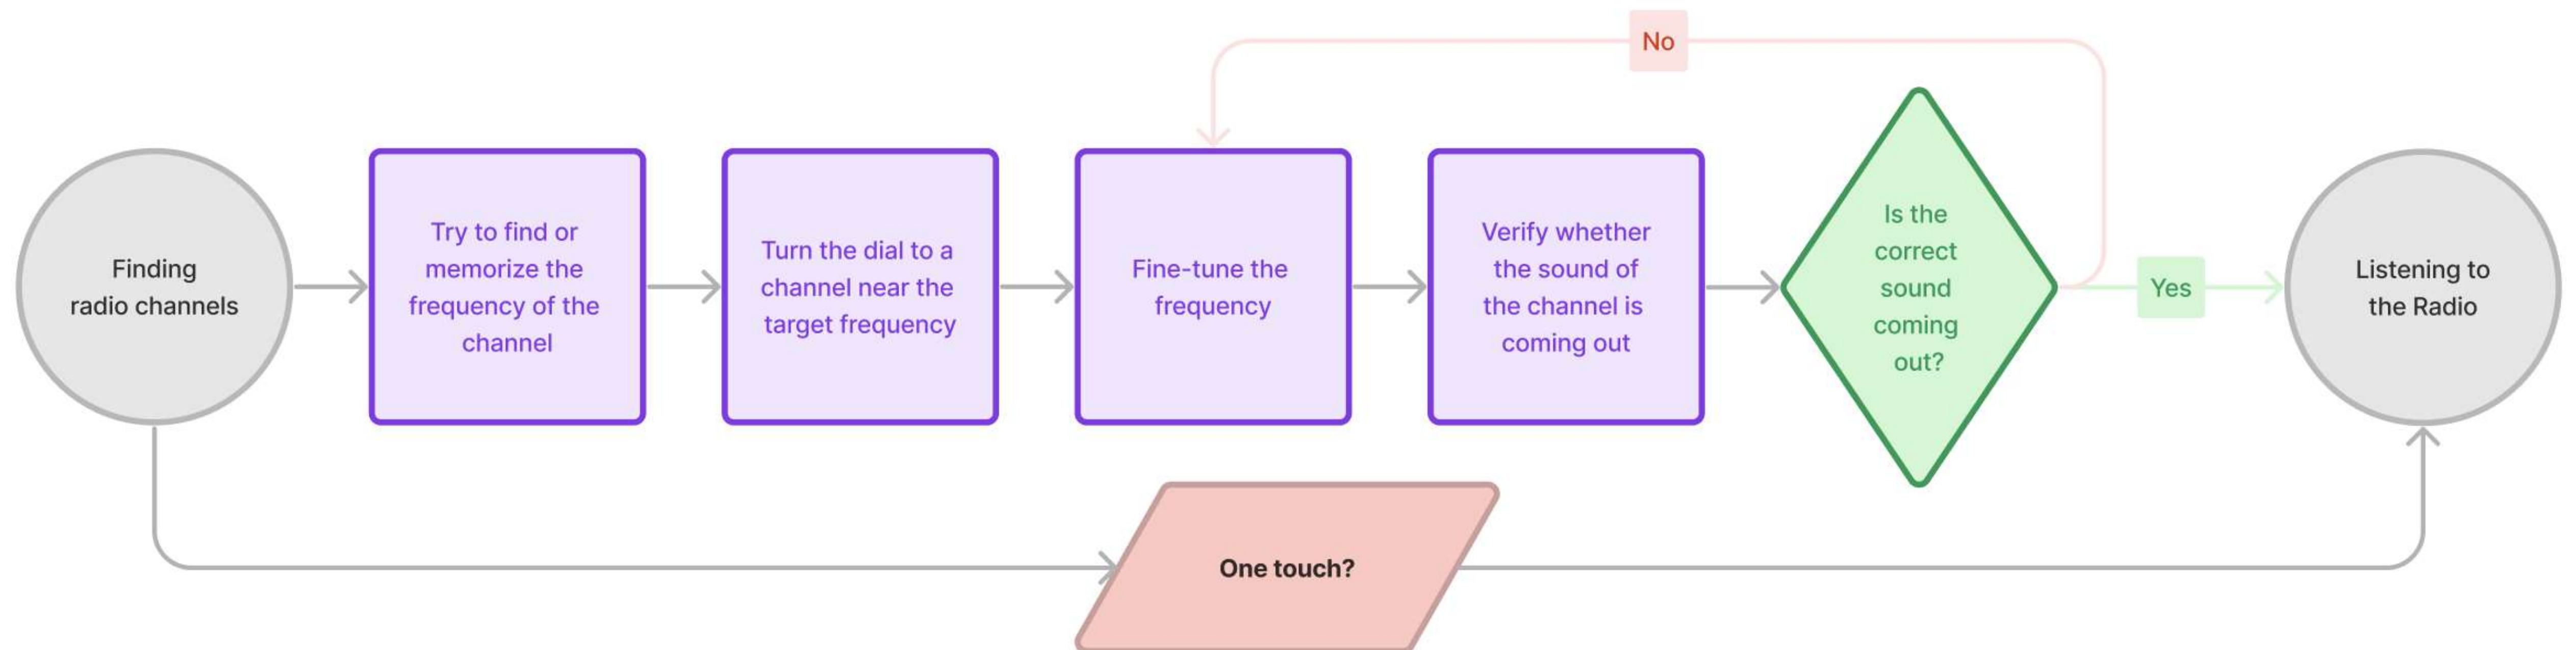 No
Finding
radio channels
Try to find or
memorize the
frequency of the
channel
Turn the dial to a
channel near the
target frequency
Fine-tune the
frequency
Verify whether
the sound of
the channel is
coming out
Is the
correct
sound
coming
out?
Yes
Listening to
the Radio
One touch?